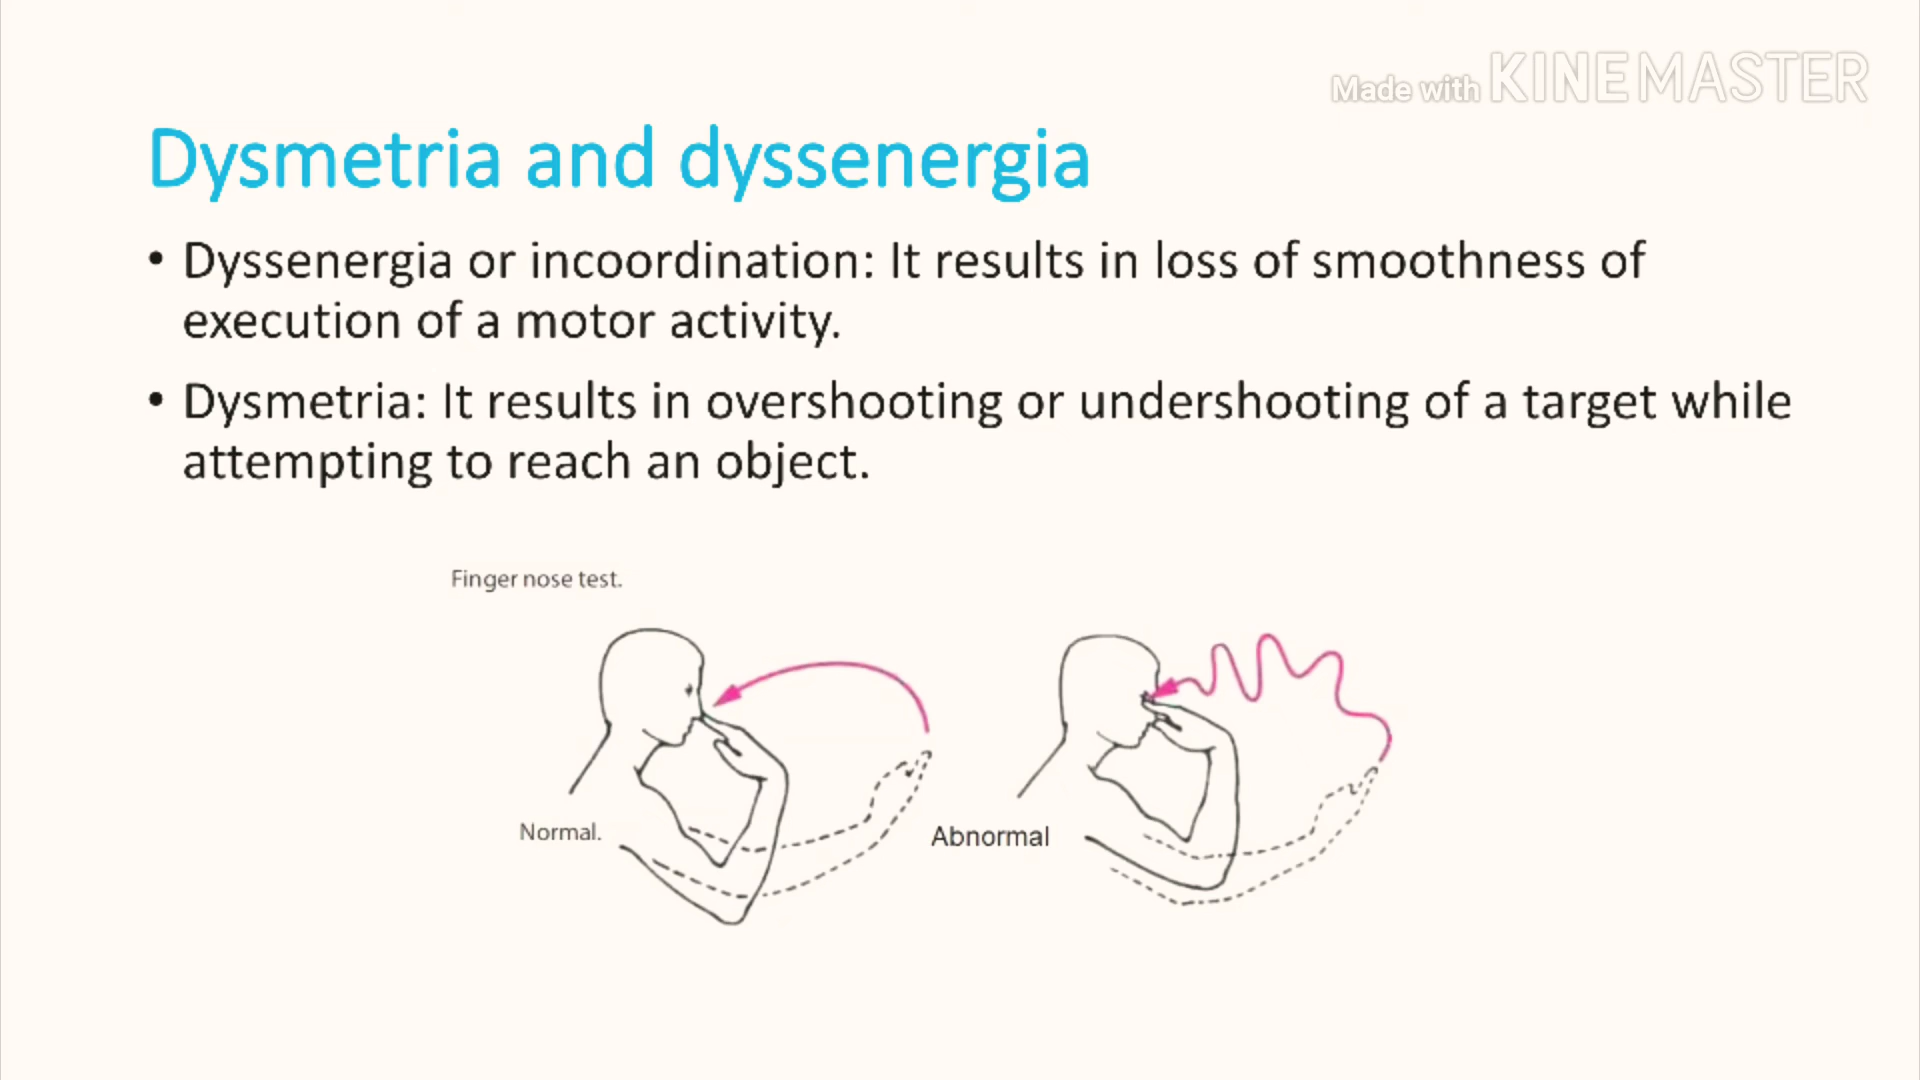 Made with KINEMASTER
Dysmetria and dyssenergia
• Dyssenergia or incoordination: It results in loss of smoothness of
execution of a motor activity.
• Dysmetria: It results in overshooting or undershooting of a target while
attempting to reach an object.
Finger nose test.
Normal.
Abnormal